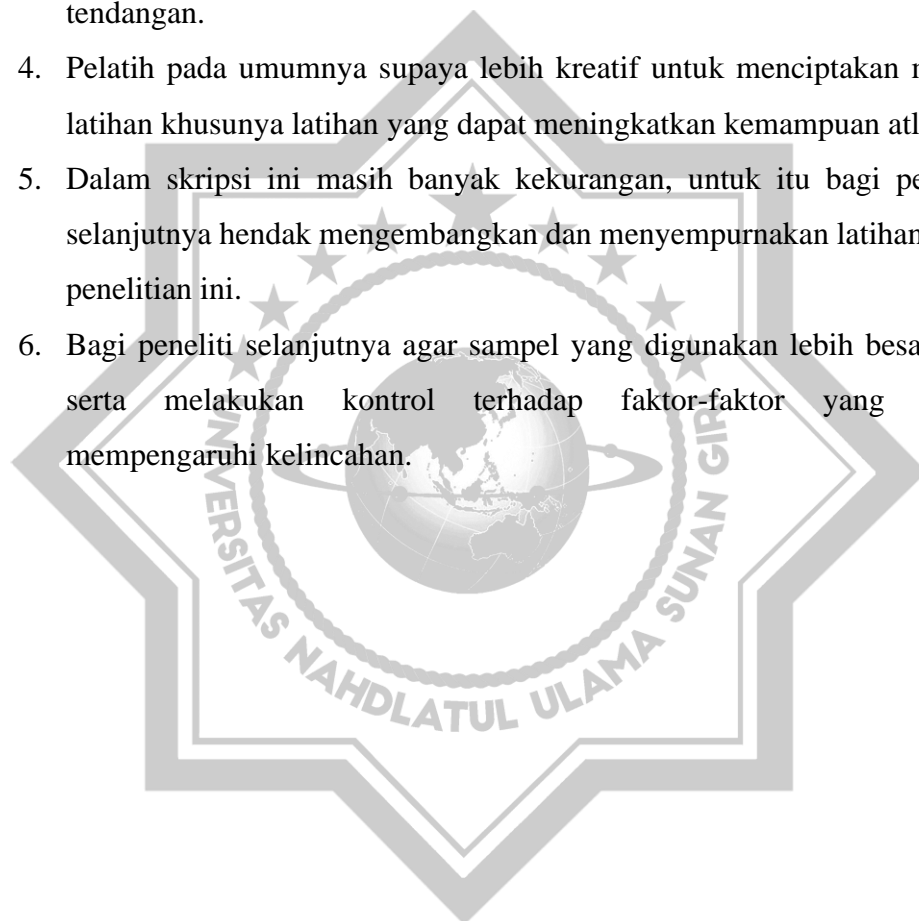 tendangan.
4. Pelatih pada umumnya supaya lebih kreatif untuk menciptakan
latihan khusunya latihan yang dapat meningkatkan kemampuan
5. Dalam skripsi ini masih banyak kekurangan, untuk itu bagi
selanjutnya hendak mengembangkan dan menyempurnakan latihan
penelitian ini.
6. Bagi peneliti selanjutnya agar sampel yang digunakan lebih
serta melakukan kontrol terhadap faktor-faktor yang
mempengaruhi kelincahan.
UNIVERSITAS NAHDLATUL ULAMA SUNAN GIRI